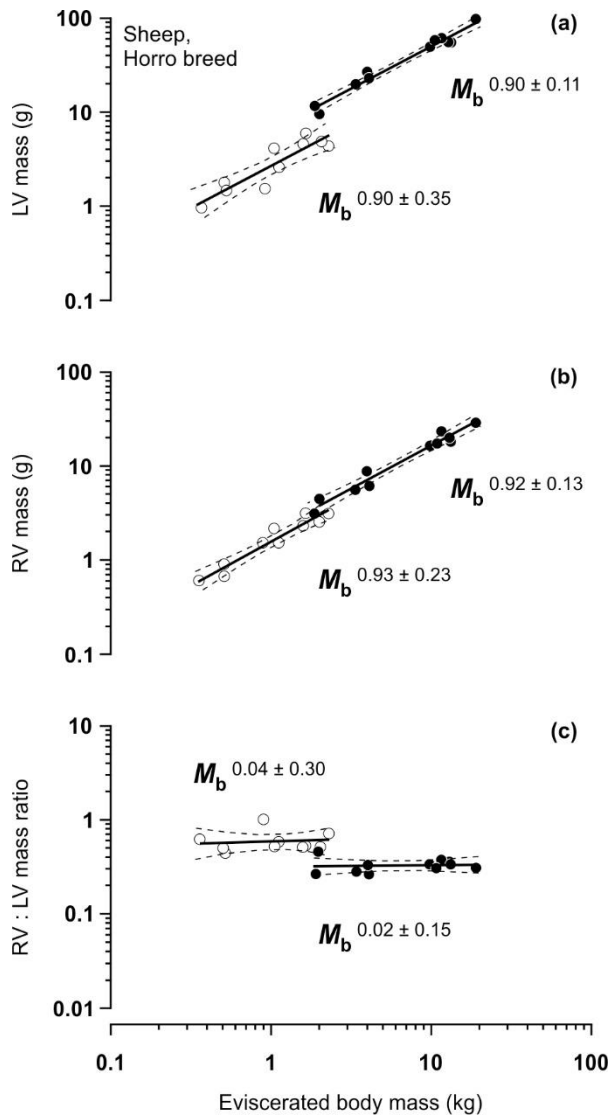 100
(a)
Sheep,
Horro breed
10
LV mass (g)
1
0.1
Mb 0.90 ± 0.11
Mb 0.90 ± 0.35
100
(b)
10
RV mass (g)
1
0.1
Mb 0.92 ± 0.13
Mb 0.93 ± 0.23
10
(c)
1
RV : LV mass ratio
0.1
0.01
Mb 0.04 ± 0.30
Mb 0.02 ± 0.15
0.1 1 10 100
Eviscerated body mass (kg)